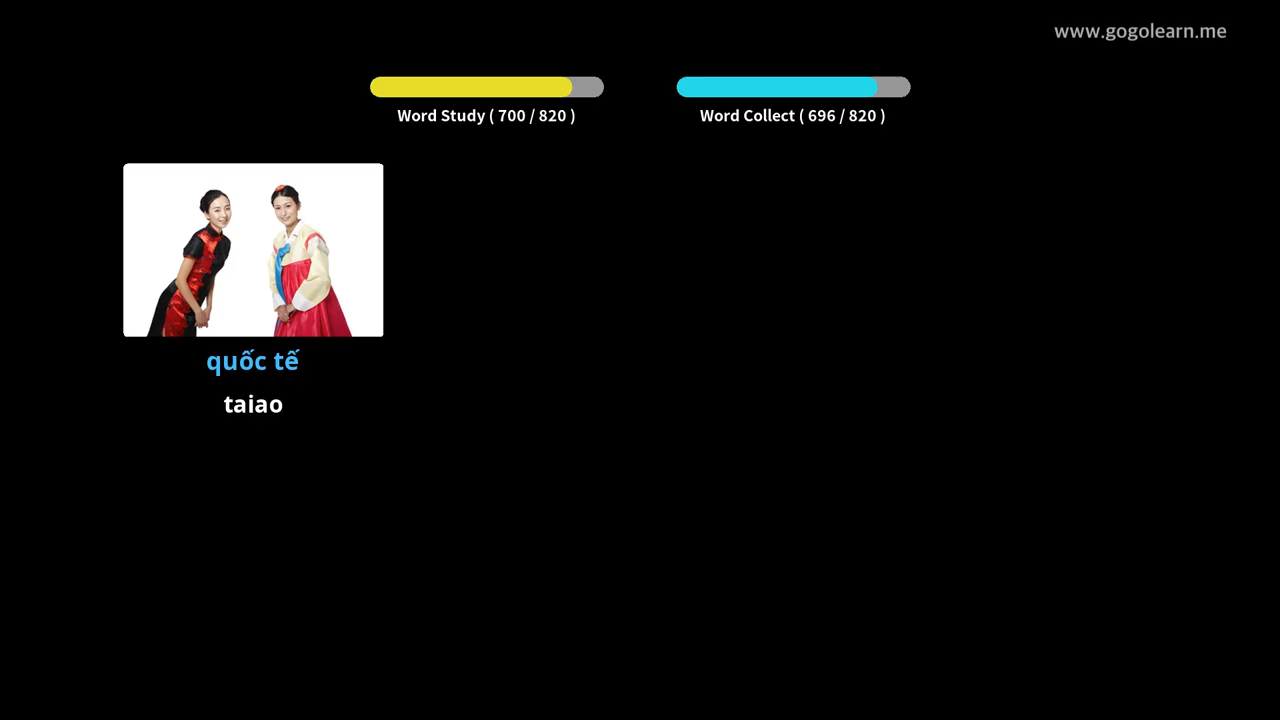 www.gogolearn.me
Word Study ( 700 / 820 )
Word Collect ( 696 / 820 )
quốc tế
taiao